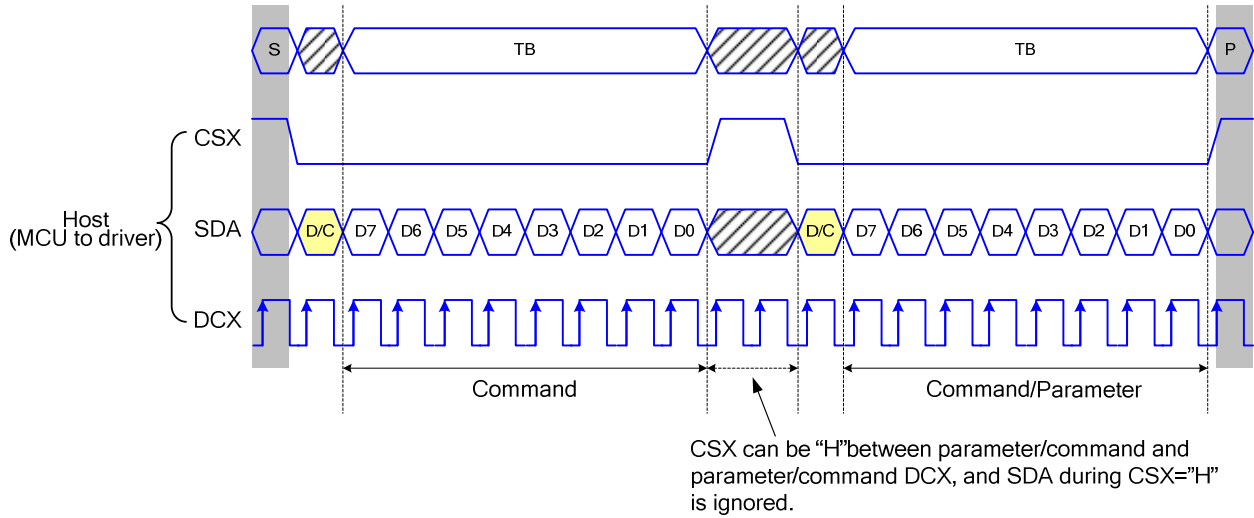 S TB TB P
CSX
Host
(MCU to driver)
SDA D/C D7 D6 D5 D4 D3 D2 D1 D0 D/C D7 D6 D5 D4 D3 D2 D1 D0
DCX
Command Command/Parameter
CSX can be “H”between parameter/command and
parameter/command DCX, and SDA during CSX=”H”
is ignored.